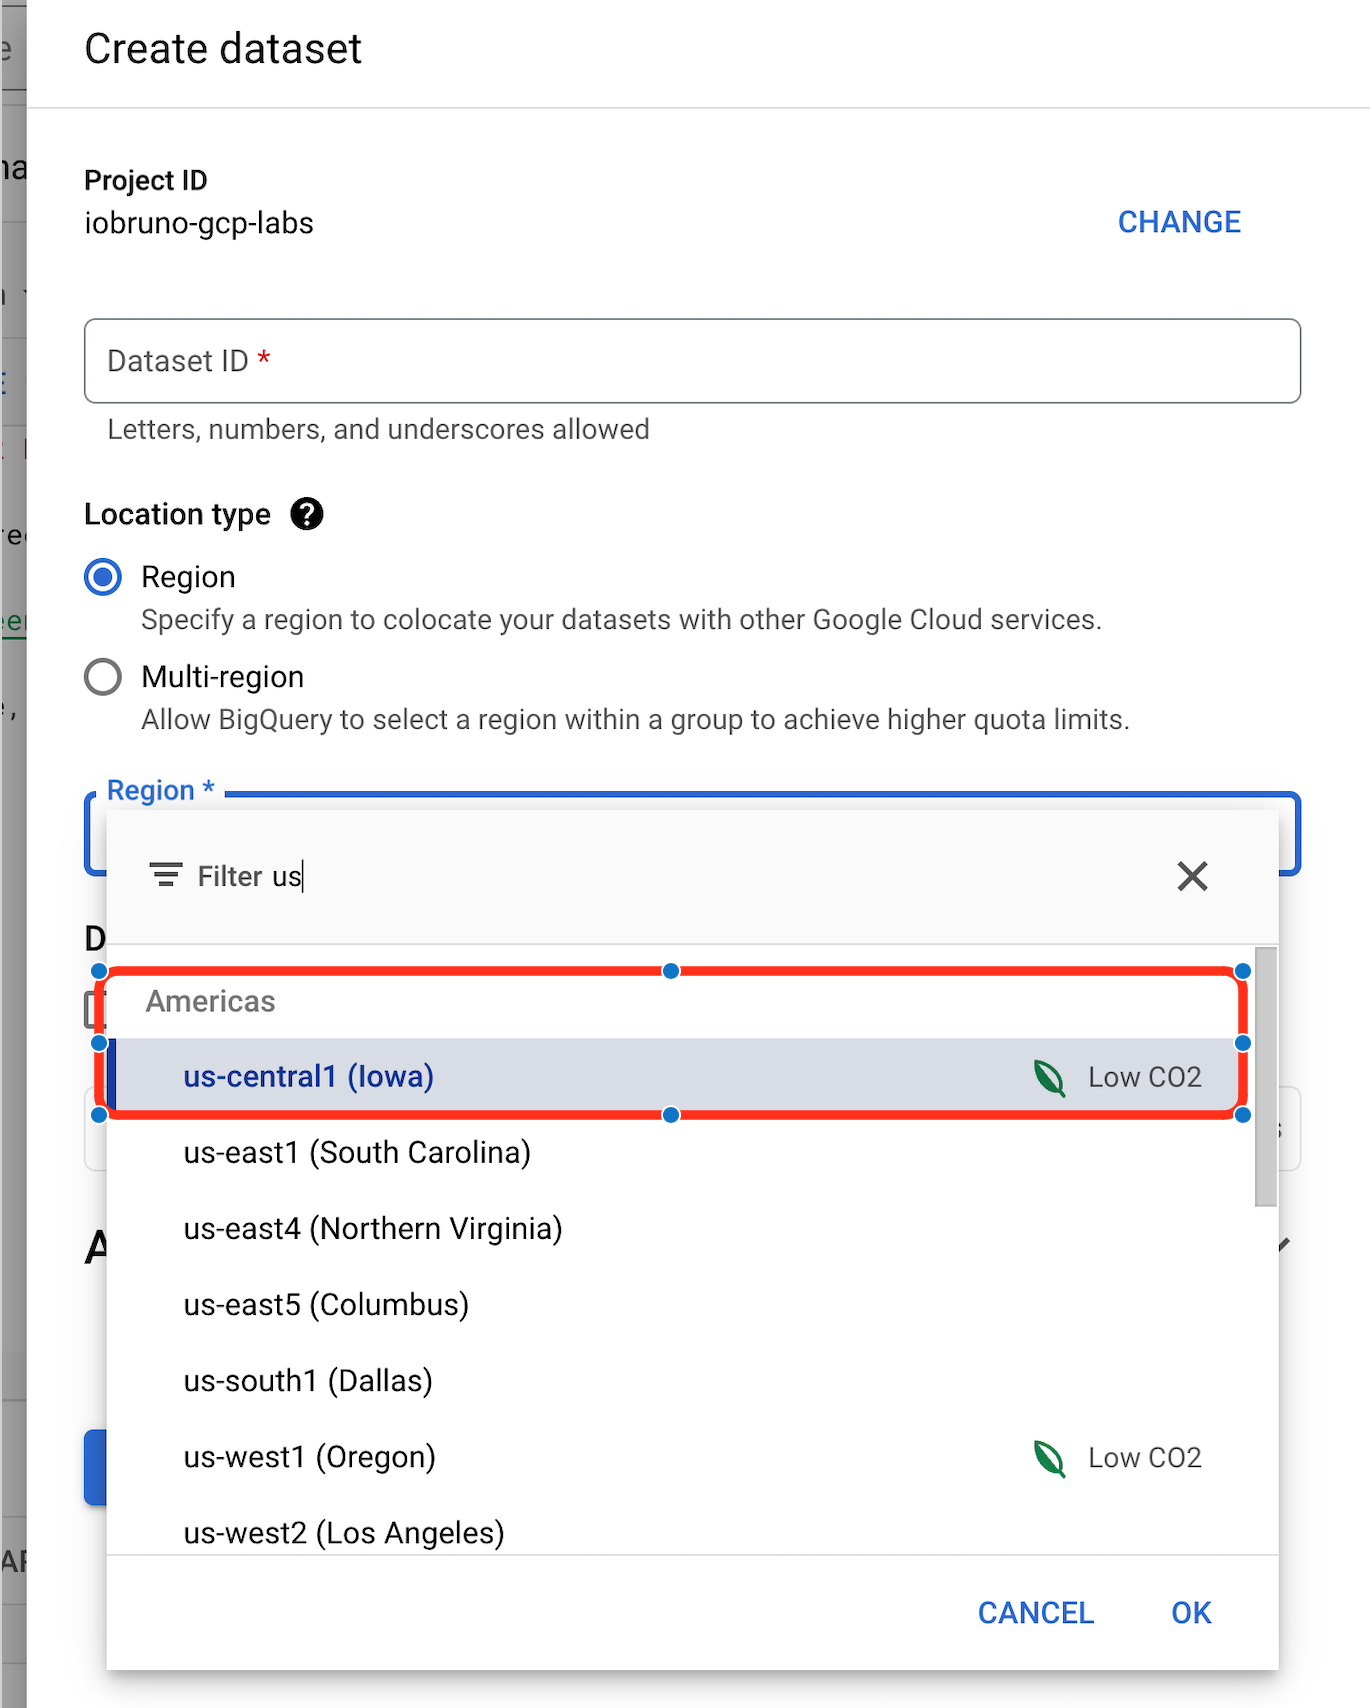 Create dataset
Project ID
iobruno-gcp-labs
CHANGE
Dataset ID *
Letters, numbers, and underscores allowed
Location type ?
Region
Specify a region to colocate your datasets with other Google Cloud services.
Multi-region
Allow BigQuery to select a region within a group to achieve higher quota limits.
Region *
Filter us
Americas
us-central1 (Iowa) Low CO2
us-east1 (South Carolina)
us-east4 (Northern Virginia)
us-east5 (Columbus)
us-south1 (Dallas)
us-west1 (Oregon) Low CO2
us-west2 (Los Angeles)
CANCEL OK